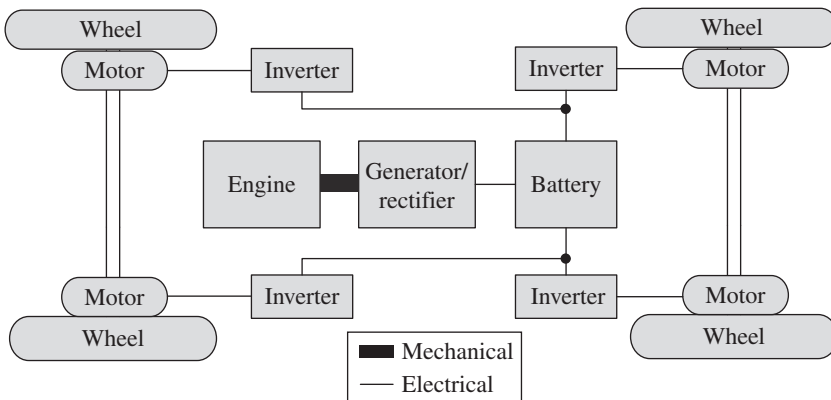 Wheel
Wheel
Motor
Inverter
Inverter
Motor
Engine
Generator/
rectifier
Battery
Motor
Inverter
Inverter
Motor
Wheel
Wheel
Mechanical
Electrical